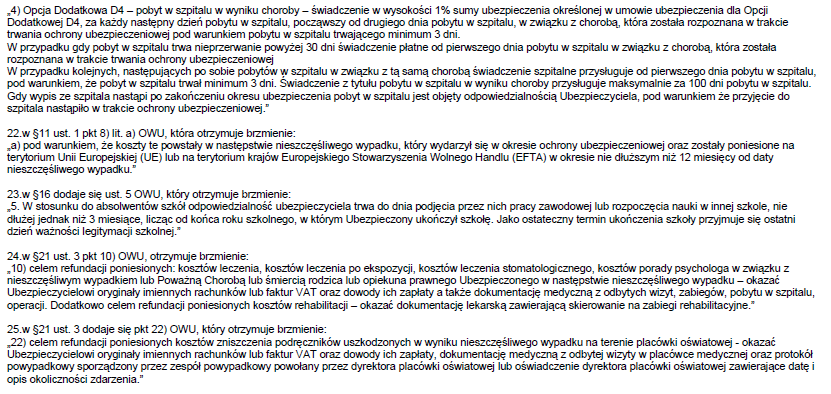 „4) Opcja Dodatkowa D4 – pobyt w szpitalu w wyniku choroby – świadczenie w wysokości 1% sumy ubezpieczenia określonej w umowie ubezpieczenia dla Opcji
Dodatkowej D4, za każdy następny dzień pobytu w szpitalu, począwszy od drugiego dnia pobytu w szpitalu, w związku z chorobą, która została rozpoznana w trakcie
trwania ochrony ubezpieczeniowej pod warunkiem pobytu w szpitalu trwającego minimum 3 dni.
W przypadku gdy pobyt w szpitalu trwa nieprzerwanie powyżej 30 dni świadczenie płatne od pierwszego dnia pobytu w szpitalu w związku z chorobą, która została
rozpoznana w trakcie trwania ochrony ubezpieczeniowej
W przypadku kolejnych, następujących po sobie pobytów w szpitalu w związku z tą samą chorobą świadczenie szpitalne przysługuje od pierwszego dnia pobytu w szpitalu,
pod warunkiem, że pobyt w szpitalu trwał minimum 3 dni. Świadczenie z tytułu pobytu w szpitalu w wyniku choroby przysługuje maksymalnie za 100 dni pobytu w szpitalu.
Gdy wypis ze szpitala nastąpi po zakończeniu okresu ubezpieczenia pobyt w szpitalu jest objęty odpowiedzialnością Ubezpieczyciela, pod warunkiem że przyjęcie do
szpitala nastąpiło w trakcie ochrony ubezpieczeniowej.”
22.w §11 ust. 1 pkt 8) lit. a) OWU, która otrzymuje brzmienie:
„a) pod warunkiem, że koszty te powstały w następstwie nieszczęśliwego wypadku, który wydarzył się w okresie ochrony ubezpieczeniowej oraz zostały poniesione na
terytorium Unii Europejskiej (UE) lub na terytorium krajów Europejskiego Stowarzyszenia Wolnego Handlu (EFTA) w okresie nie dłuższym niż 12 miesięcy od daty
nieszczęśliwego wypadku.”
23.w §16 dodaje się ust. 5 OWU, który otrzymuje brzmienie:
„5. W stosunku do absolwentów szkół odpowiedzialność ubezpieczyciela trwa do dnia podjęcia przez nich pracy zawodowej lub rozpoczęcia nauki w innej szkole, nie
dłużej jednak niż 3 miesiące, licząc od końca roku szkolnego, w którym Ubezpieczony ukończył szkołę. Jako ostateczny termin ukończenia szkoły przyjmuje się ostatni
dzień ważności legitymacji szkolnej.”
24.w §21 ust. 3 pkt 10) OWU, otrzymuje brzmienie:
„10) celem refundacji poniesionych: kosztów leczenia, kosztów leczenia po ekspozycji, kosztów leczenia stomatologicznego, kosztów porady psychologa w związku z
nieszczęśliwym wypadkiem lub Poważną Chorobą lub śmiercią rodzica lub opiekuna prawnego Ubezpieczonego w następstwie nieszczęśliwego wypadku – okazać
Ubezpieczycielowi oryginały imiennych rachunków lub faktur VAT oraz dowody ich zapłaty a także dokumentację medyczną z odbytych wizyt, zabiegów, pobytu w szpitalu,
operacji. Dodatkowo celem refundacji poniesionych kosztów rehabilitacji – okazać dokumentację lekarską zawierającą skierowanie na zabiegi rehabilitacyjne.”
25.w §21 ust. 3 dodaje się pkt 22) OWU, który otrzymuje brzmienie:
„22) celem refundacji poniesionych kosztów zniszczenia podręczników uszkodzonych w wyniku nieszczęśliwego wypadku na terenie placówki oświatowej - okazać
Ubezpieczycielowi oryginały imiennych rachunków lub faktur VAT oraz dowody ich zapłaty, dokumentację medyczną z odbytej wizyty w placówce medycznej oraz protokół
powypadkowy sporządzony przez zespół powypadkowy powołany przez dyrektora placówki oświatowej lub oświadczenie dyrektora placówki oświatowej zawierające datę i
opis okoliczności zdarzenia.”